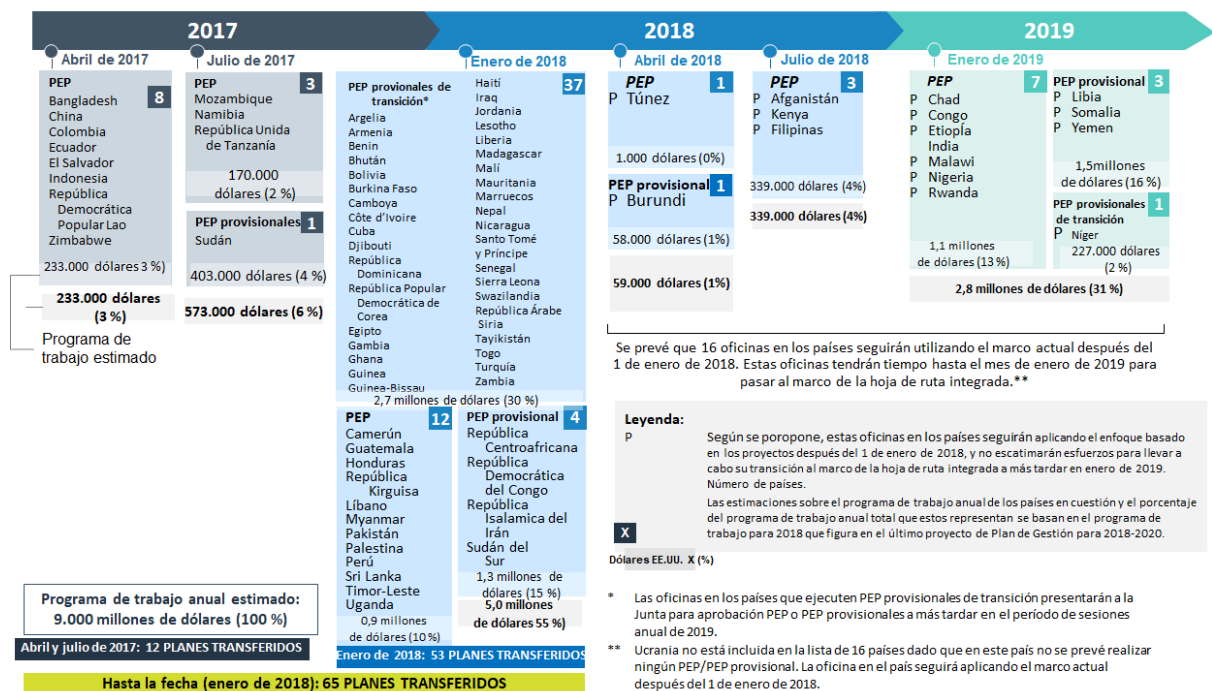 2017
2018
2019
Abril de 2017
Julio de 2017
Enero de 2018
Abril de 2018
Julio de 2018
Enero de 2019
PEP
8
Bangladesh
China
Colombia
Ecuador
El Salvador
Indonesia
República
Democrática
Popular Lao
Zimbabwe
233.000 dólares 3 %)
233.000 dólares
(3 %)
Programa de
trabajo estimado
PEP
3
Mozambique
Namibia
República Unida
de Tanzanía
170.000
dólares (2 %)
PEP provisionales
1
Sudán
403.000 dólares (4 %)
573.000 dólares (6 %)
37
PEP provionales de
transición*
Argelia
Armenia
Benin
Bhután
Bolivia
Burkina Faso
Camboya
Côte d'Ivoire
Cuba
Djibouti
República
Dominicana
República Popular
Democrática de
Corea
Egipto
Gambia
Ghana
Guinea
Guinea-Bissau
Haití
Iraq
Jordania
Lesotho
Liberia
Madagascar
Malí
Mauritania
Marruecos
Nepal
Nicaragua
Santo Tomé
y Príncipe
Senegal
Sierra Leona
Swazilandia
República Árabe
Siria
Tayikistán
Togo
Turquía
Zambia
2,7 millones de dólares (30 %)
PEP
12
Camerún
Guatemala
Honduras
República
Kirguisa
Líbano
Myanmar
Pakistán
Palestina
Perú
Sri Lanka
Timor-Leste
Uganda
0,9 millones
de dólares (10 %)
PEP provisional
4
República
Centroafricana
República
Democrática
del Congo
República
Isalamica del
Irán
Sudán del
Sur
1,3 millones de
dólares (15 %)
5,0 millones
de dólares 55 %)
PEP
1
P Túnez
1.000 dólares (0%)
PEP provisional
1
P Burundi
58.000 dólares (1%)
59.000 dólares (1%)
PEP
3
P Afganistán
P Kenya
P Filipinas
339.000 dólares (4%)
339.000 dólares (4%)
PEP
7
P Chad
P Congo
P Etiopía
India
P Malawi
P Nigeria
P Rwanda
1,1 millones
de dólares (13 %)
PEP provisional
3
P Libia
P Somalia
P Yemen
1,5millones
de dólares (16 %)
PEP provisionales
de transición
1
P Níger
227.000 dólares
(2 %)
2,8 millones de dólares (31 %)
Se prevé que 16 oficinas en los países seguirán utilizando el marco actual después del
1 de enero de 2018. Estas oficinas tendrán tiempo hasta el mes de enero de 2019 para
pasar al marco de la hoja de ruta integrada.**
Leyenda:
P Según se poropone, estas oficinas en los países seguirán aplicando el enfoque basado
en los proyectos después del 1 de enero de 2018, y no escatimarán esfuerzos para llevar a
cabo su transición al marco de la hoja de ruta integrada a más tardar en enero de 2019.
Número de países.
Las estimaciones sobre el programa de trabajo anual de los países en cuestión y el porcentaje
del programa de trabajo anual total que estos representan se basan en el programa de
trabajo para 2018 que figura en el último proyecto de Plan de Gestión para 2018-2020.
X
Dólares EE.UU. X (%)
* Las oficinas en los países que ejecuten PEP provisionales de transición presentarán a la
Junta para aprobación PEP o PEP provisionales a más tardar en el período de sesiones
anual de 2019.
** Ucrania no está incluida en la lista de 16 países dado que en este país no se prevé realizar
ningún PEP/PEP provisional. La oficina en el país seguirá aplicando el marco actual
después del 1 de enero de 2018.
Programa de trabajo anual estimado:
9.000 millones de dólares (100 %)
Abril y julio de 2017: 12 PLANES TRANSFERIDOS
Enero de 2018: 53 PLANES TRANSFERIDOS
Hasta la fecha (enero de 2018): 65 PLANES TRANSFERIDOS